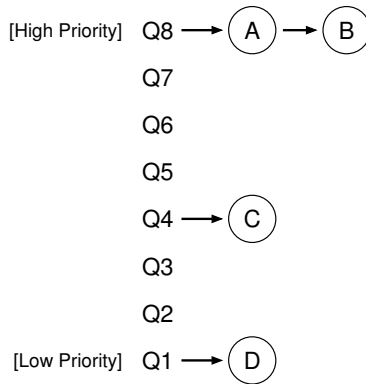 [High Priority] Q8 A B
Q7
Q6
Q5
Q4 C
Q3
Q2
[Low Priority] Q1 D